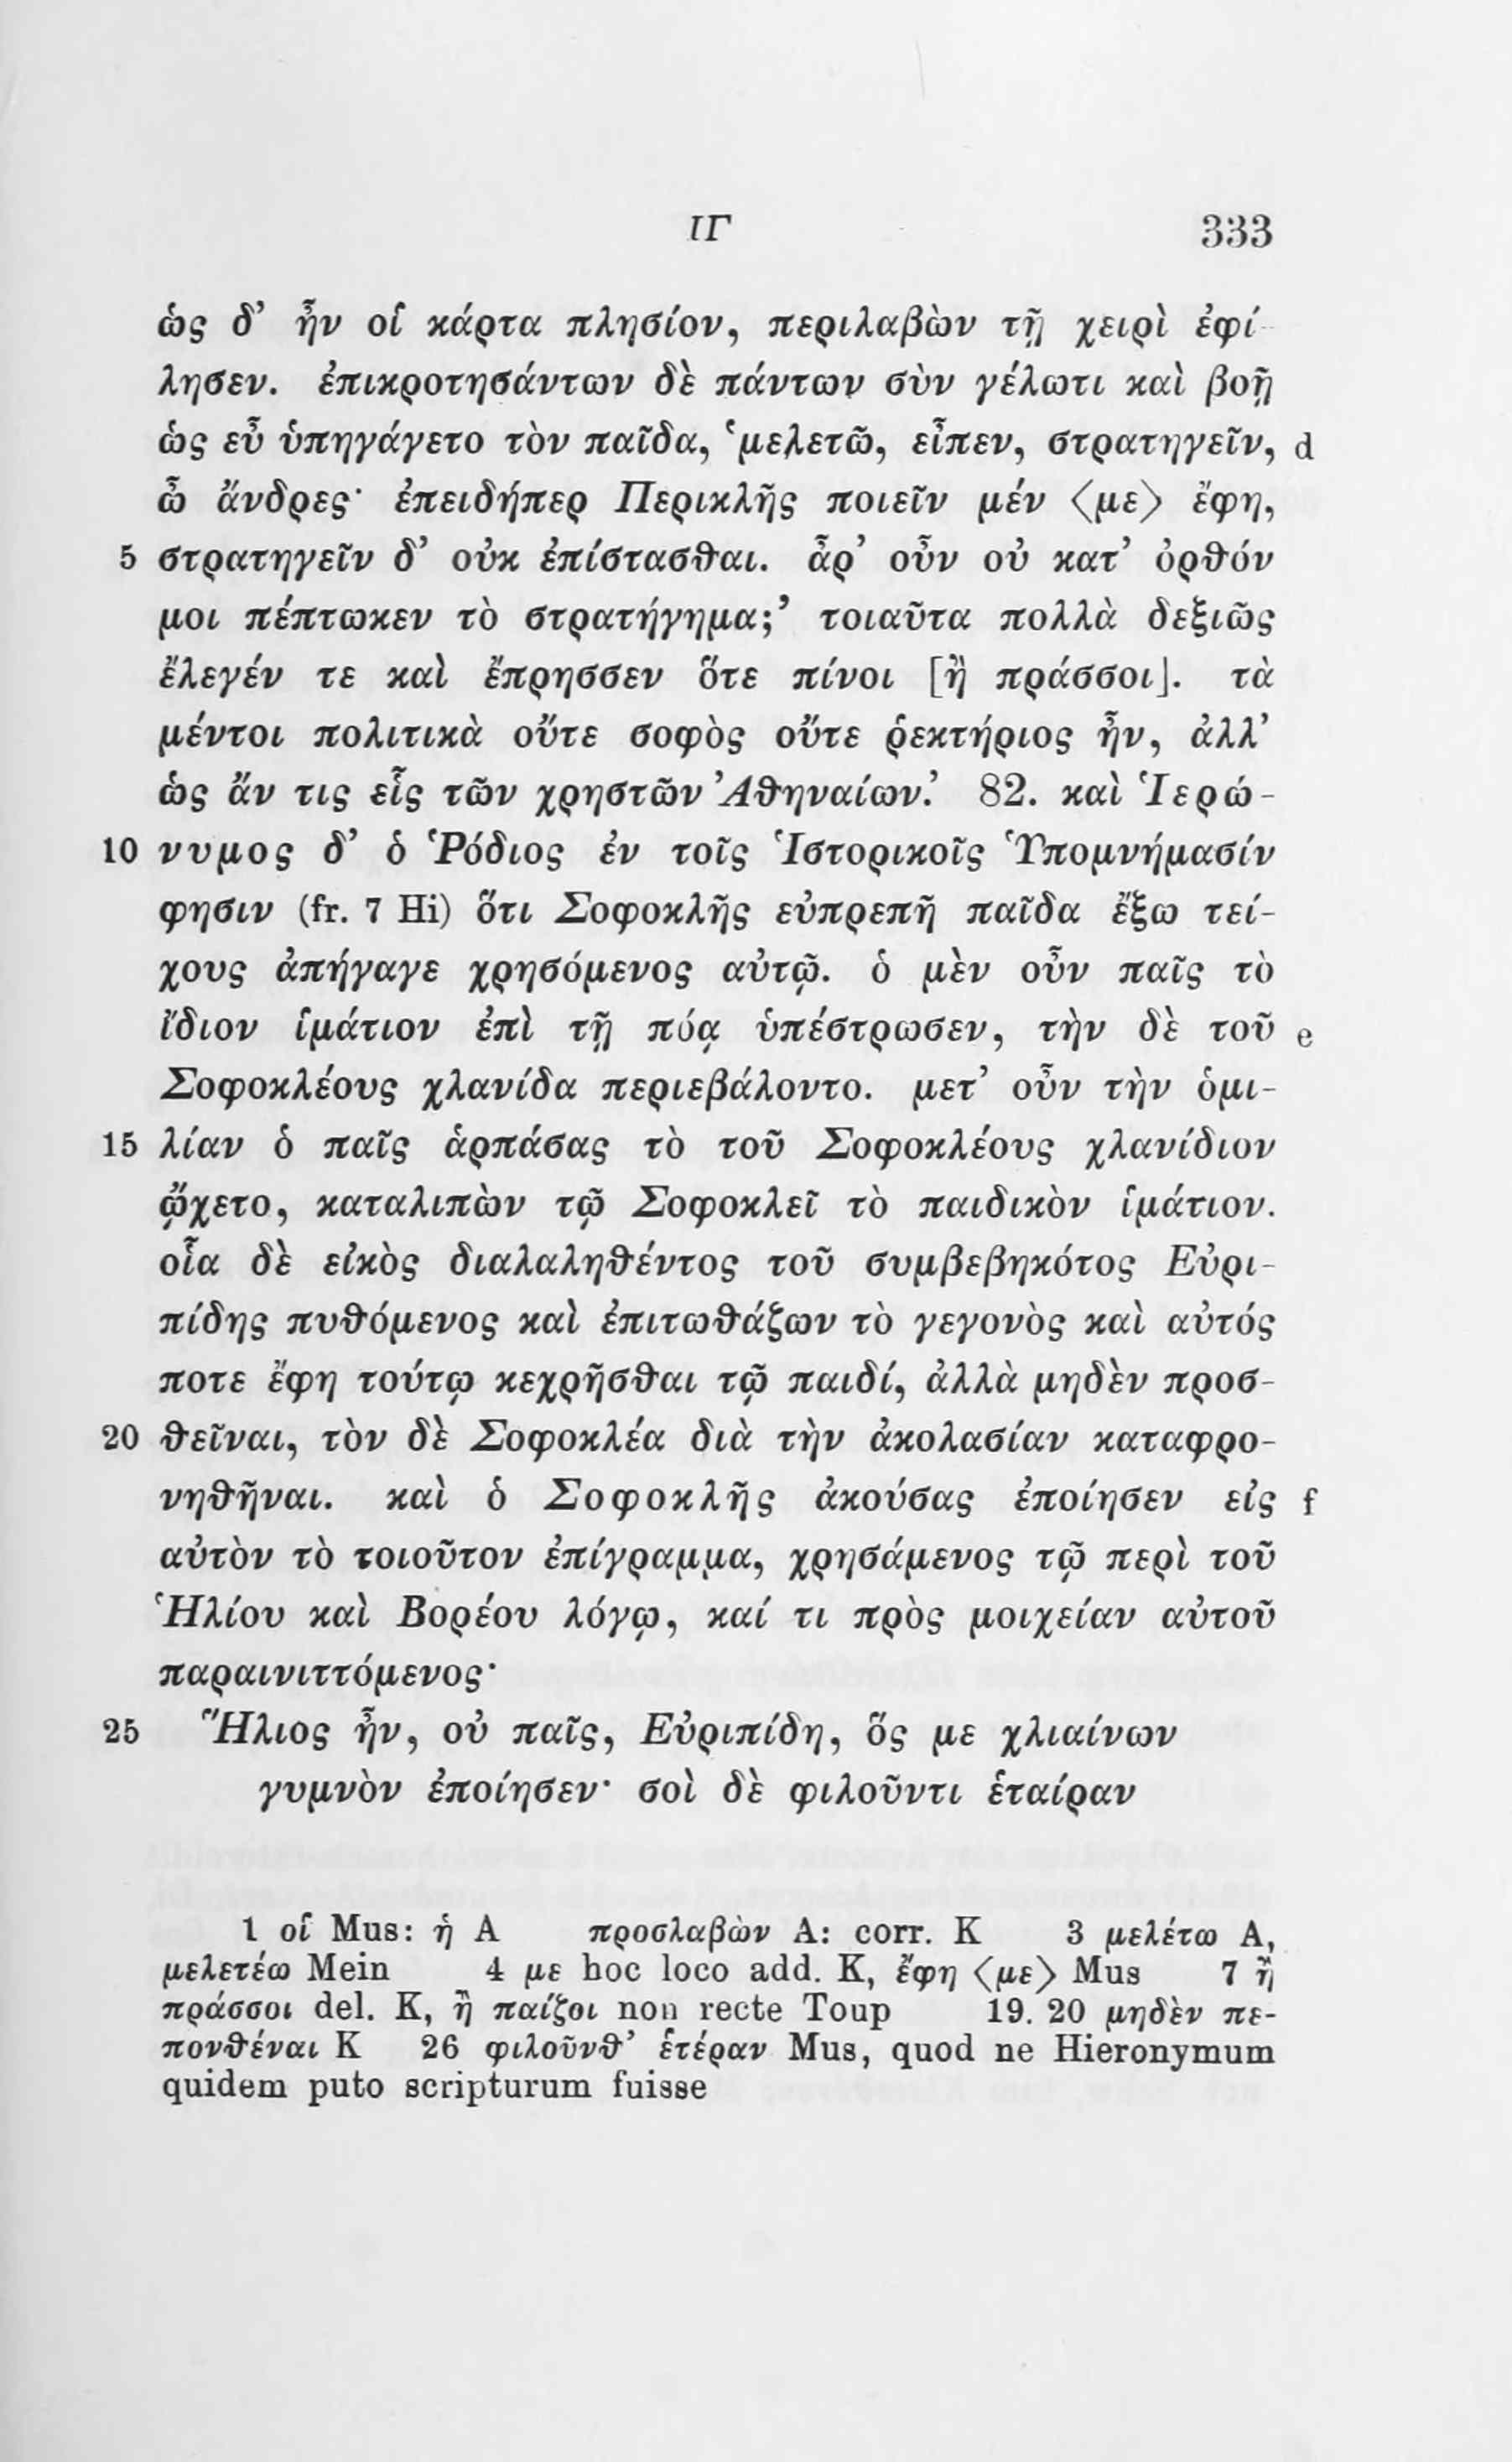 ΙΓ 333
ὡς δ’ ἦν οἷ κάρτα πλησίον, περιλαβὼν τῇ χειρὶ ἐφί-
λησεν. ἐπικροτησάντων δὲ πάντων σὺν γέλωτι καὶ βοῇ
ὡς εὖ ὑπηγάγετο τὸν παῖδα, ‘μελετῶ, εἶπεν, στρατηγεῖν, d
ὦ ἄνδρες· ἐπειδήπερ Περικλῆς ποιεῖν μέν 〈με〉 ἔφη,
5 στρατηγεῖν δ’ οὐκ ἐπίστασθαι. ἆρ’ οὖν οὐ κατ’ ὀρθόν
μοι πέπτωκεν τὸ στρατήγημα;’ τοιαῦτα πολλὰ δεξιῶς
ἔλεγέν τε καὶ ἔπρησσεν ὅτε πίνοι [ἢ πράσσοι]. τὰ
μέντοι πολιτικὰ οὔτε σοφὸς οὔτε ῥεκτήριος ἦν, ἀλλ’
ὡς ἄν τις εἷς τῶν χρηστῶν Ἀθηναίων.’ 82. καὶ Ἱερώ-
10 νυμος δ’ ὁ Ῥόδιος ἐν τοῖς Ἱστορικοῖς Ὑπομνήμασίν
φησιν (fr. 7 Hi) ὅτι Σοφοκλῆς εὐπρεπῆ παῖδα ἔξω τεί-
χους ἀπήγαγε χρησόμενος αὐτῷ. ὁ μὲν οὖν παῖς τὸ
ἴδιον ἱμάτιον ἐπὶ τῇ πόᾳ ὑπέστρωσεν, τὴν δὲ τοῦ e
Σοφοκλέους χλανίδα περιεβάλοντο. μετ’ οὖν τὴν ὁμι-
15 λίαν ὁ παῖς ἁρπάσας τὸ τοῦ Σοφοκλέους χλανίδιον
ᾤχετο, καταλιπὼν τῷ Σοφοκλεῖ τὸ παιδικὸν ἱμάτιον.
οἷα δὲ εἰκὸς διαλαληθέντος τοῦ συμβεβηκότος Εὐρι-
πίδης πυθόμενος καὶ ἐπιτωθάζων τὸ γεγονὸς καὶ αὐτός
ποτε ἔφη τούτῳ κεχρῆσθαι τῷ παιδί, ἀλλὰ μηδὲν προσ-
20 θεῖναι, τὸν δὲ Σοφοκλέα διὰ τὴν ἀκολασίαν καταφρο-
νηθῆναι. καὶ ὁ Σοφοκλῆς ἀκούσας ἐποίησεν εἰς f
αὐτὸν τὸ τοιοῦτον ἐπίγραμμα, χρησάμενος τῷ περὶ τοῦ
Ἡλίου καὶ Βορέου λόγῳ, καί τι πρὸς μοιχείαν αὐτοῦ
παραινιττόμενος·
25 Ἥλιος ἦν, οὐ παῖς, Εὐριπίδη, ὅς με χλιαίνων
γυμνὸν ἐποίησεν· σοὶ δὲ φιλοῦντι ἑταίραν
1 οἷ Mus: ἡ A προσλαβὼν A: corr. K 3 μελέτω A,
μελετέω Mein 4 με hoc loco add. K, ἔφη 〈με〉 Mus 7 ἢ
πράσσοι del. K, ἢ παίζοι non recte Toup 19. 20 μηδὲν πε-
πονθέναι K 26 φιλοῦνθ’ ἑτέραν Mus, quod ne Hieronymum
quidem puto scripturum fuisse